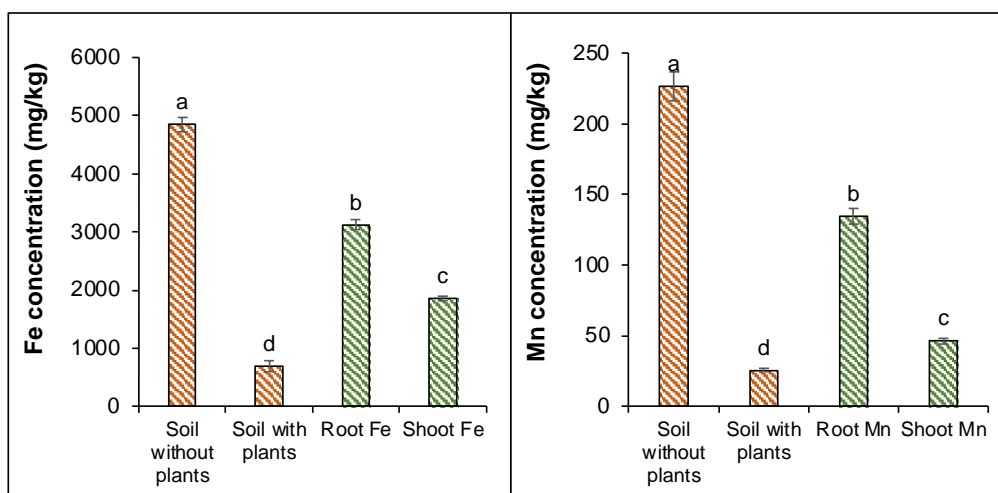 Fe concentration (mg/kg)
6000
5000
4000
3000
2000
1000
0
a
d
b
c
Soil without plants
Soil with plants
Root Fe
Shoot Fe
Mn concentration (mg/kg)
250
200
150
100
50
0
a
d
b
c
Soil without plants
Soil with plants
Root Mn
Shoot Mn